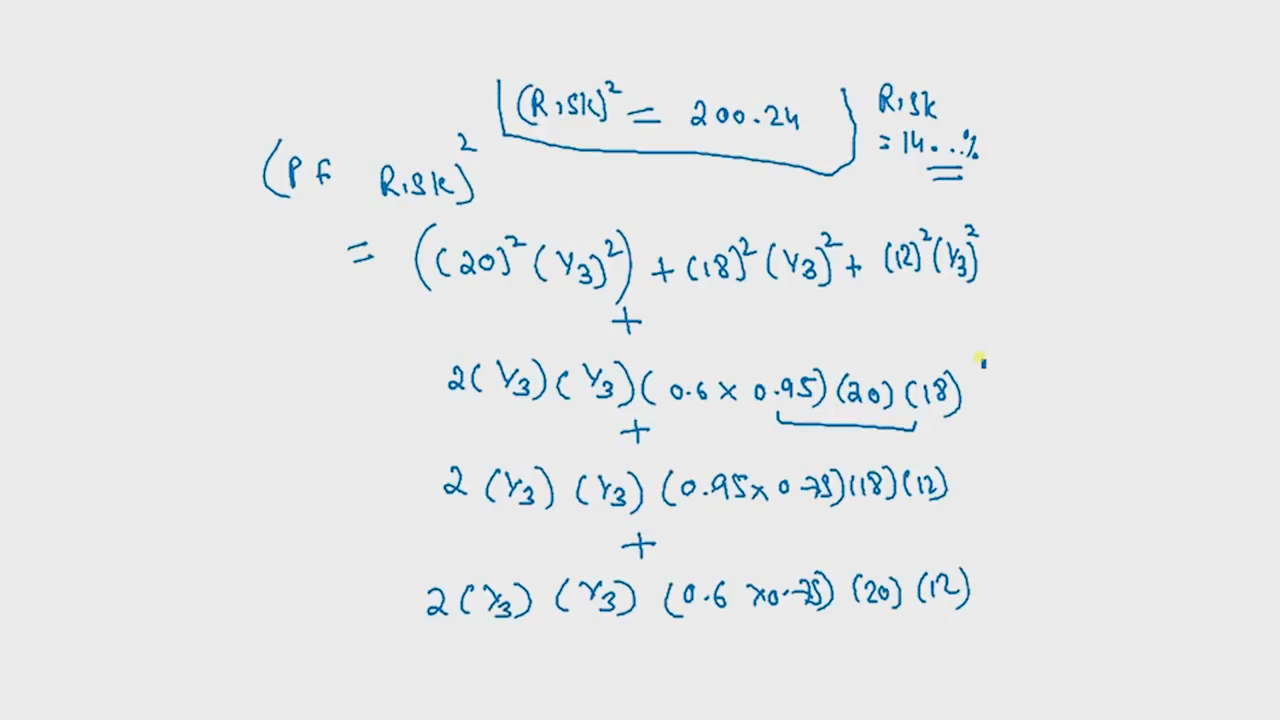 (Risk)² = 200.24
Risk
= 14...%
(PF Risk)²
= ((20)² (1/3)²) + (18)² (1/3)² + (12)² (1/3)²
+
2 (1/3) (1/3) (0.6 x 0.95) (20) (18)
+
2 (1/3) (1/3) (0.95 x 0.75) (18) (12)
+
2 (1/3) (1/3) (0.6 x 0.75) (20) (12)